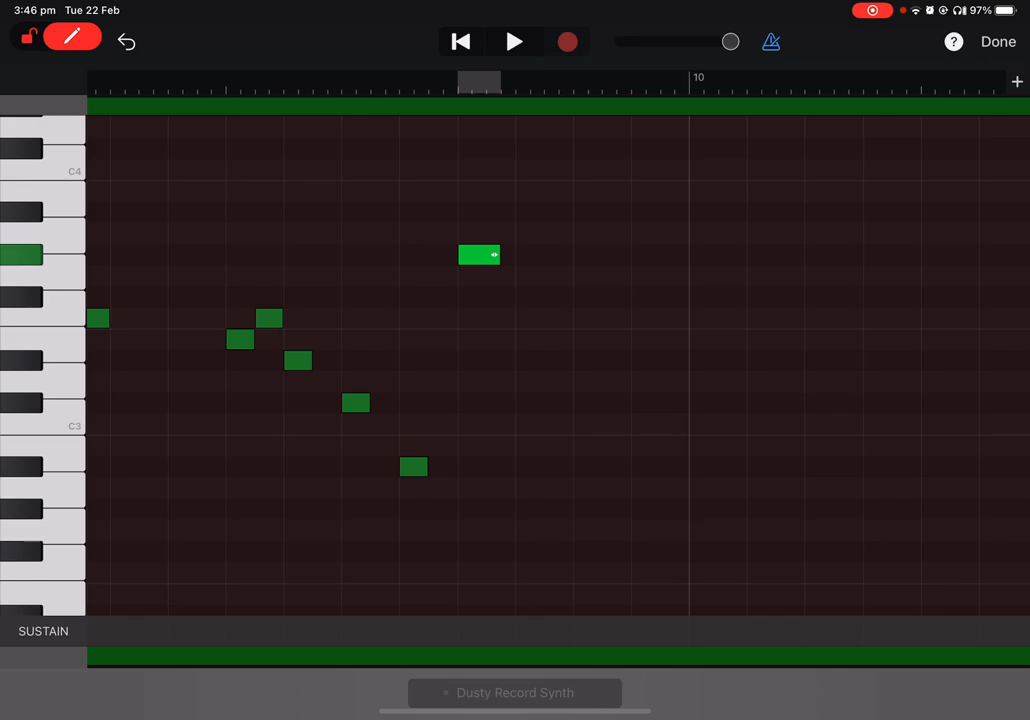 3:46 pm Tue 22 Feb
97%
? Done
10
+
C4
C3
SUSTAIN
Dusty Record Synth